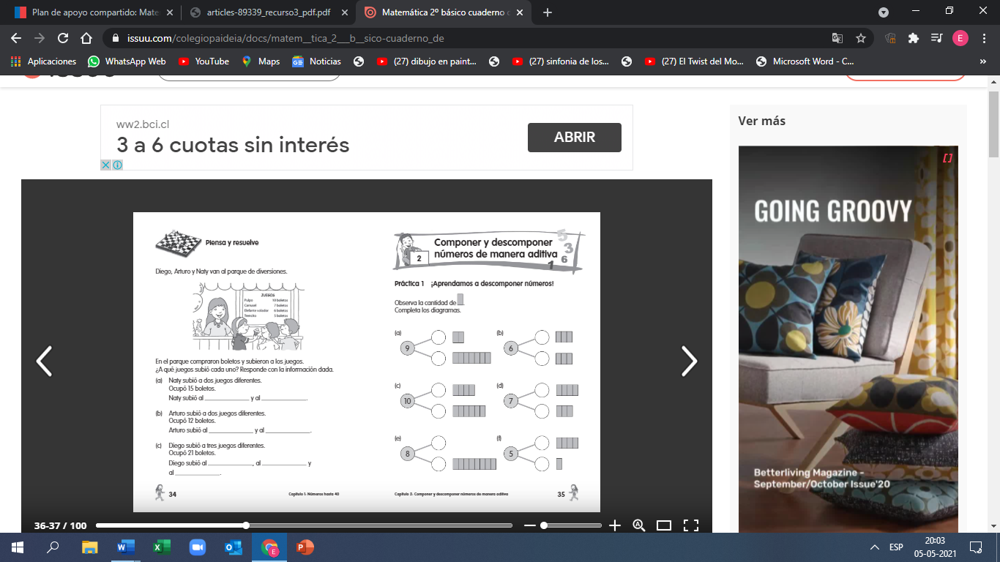 Plan de apoyo compartido: Mate
articles-89339_recurso3_pdf.pdf
Matemática 2º básico cuaderno d
issuu.com/colegiopaideia/docs/matem__tica_2___b__sico-cuaderno_de
E
Aplicaciones
WhatsApp Web
YouTube
Maps
Noticias
(27) dibujo en paint...
(27) sinfonia de los...
(27) El Twist del Mo...
Microsoft Word - C...
»
ww2.bci.cl
3 a 6 cuotas sin interés
ABRIR
Ver más
GOING GROOVY
Betterliving Magazine -
September/October Issue'20
Piensa y resuelve
Diego, Arturo y Naty van al parque de diversiones.
JUEGOS
Pulpo 10 boletos
Carrusel 7 boletos
Elefante volador 6 boletos
Trencito 5 boletos
En el parque compraron boletos y subieron a los juegos.
¿A qué juegos subió cada uno? Responde con la información dada.
(a) Naty subió a dos juegos diferentes.
Ocupó 15 boletos.
Naty subió al ______________ y al ______________.
(b) Arturo subió a dos juegos diferentes.
Ocupó 12 boletos.
Arturo subió al ______________ y al ______________.
(c) Diego subió a tres juegos diferentes.
Ocupó 21 boletos.
Diego subió al ______________, al ______________ y
al ______________.
34
Capítulo 1: Números hasta 40
2
Componer y descomponer
números de manera aditiva
5
3
6
1
Práctica 1 ¡Aprendamos a descomponer números!
Observa la cantidad de
Completa los diagramas.
(a)
9
(b)
6
(c)
10
(d)
7
(e)
8
(f)
5
Capítulo 2: Componer y descomponer números de manera aditiva
35
36-37 / 100
ESP
20:03
05-05-2021